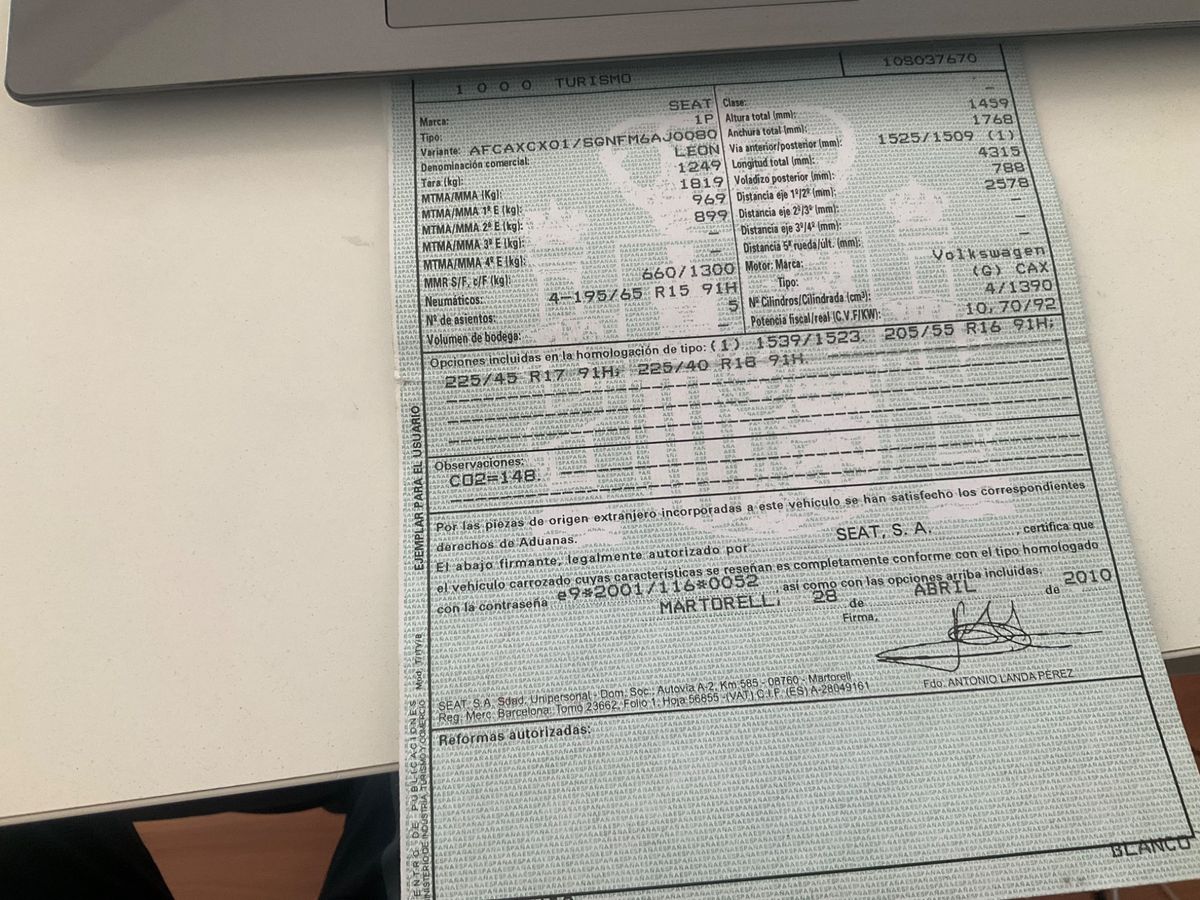 1000 TURISMO
10S037670
Marca: SEAT
Tipo: 1P
Variante: AFCAXCX01/SGNFM6AJ0080
Denominación comercial: LEON
Tara (kg): 1249
MTMA/MMA (Kg): 1819
MTMA/MMA 1º E (kg): 969
MTMA/MMA 2º E (kg): 899
MTMA/MMA 3º E (kg): –
MTMA/MMA 4º E (kg): –
MMR S/F. c/F (kg): 660/1300
Neumáticos: 4-195/65 R15 91H
Nº de asientos: 5
Volumen de bodega: –
Clase: –
Altura total (mm): 1459
Anchura total (mm): 1768
Via anterior/posterior (mm): 1525/1509 (1)
Longitud total (mm): 4315
Voladizo posterior (mm): 788
Distancia eje 1º/2º (mm): 2578
Distancia eje 2º/3º (mm): –
Distancia eje 3º/4º (mm): –
Distancia 5ª rueda/últ. (mm): –
Motor: Marca: Volkswagen
Tipo: (G) CAX
Nº Cilindros/Cilindrada (cm³): 4/1390
Potencia fiscal/real (C.V.F/KW): 10,70/92
Opciones incluidas en la homologación de tipo: (1) 1539/1523. 205/55 R16 91H;
225/45 R17 91H; 225/40 R18 91H.
Observaciones:
CO2=148.
Por las piezas de origen extranjero incorporadas a este vehículo se han satisfecho los correspondientes
derechos de Aduanas.
El abajo firmante, legalmente autorizado por SEAT, S. A. , certifica que
el vehículo carrozado cuyas características se reseñan es completamente conforme con el tipo homologado
con la contraseña e9*2001/116*0052 , así como con las opciones arriba incluidas.
MARTORELL, 28 de ABRIL de 2010
Firma,
Fdo. ANTONIO LANDA PÉREZ
SEAT, S.A. Sdad. Unipersonal - Dom. Soc.: Autovía A-2, Km. 585 - 08760 - Martorell
Reg. Merc. Barcelona: Tomo 23662, Folio 1, Hoja 56855 -(VAT) C.I.F. (ES) A-28049161
Reformas autorizadas:
BLANCO
EJEMPLAR PARA EL USUARIO